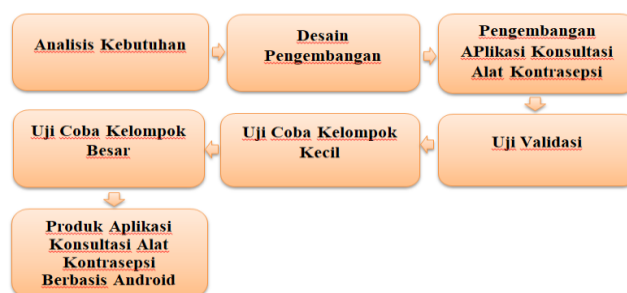 Analisis Kebutuhan
Desain
Pengembangan
Pengembangan
APlikasi Konsultasi
Alat Kontrasepsi
Uji Validasi
Uji Coba Kelompok
Kecil
Uji Coba Kelompok
Besar
Produk Aplikasi
Konsultasi Alat
Kontrasepsi
Berbasis Android